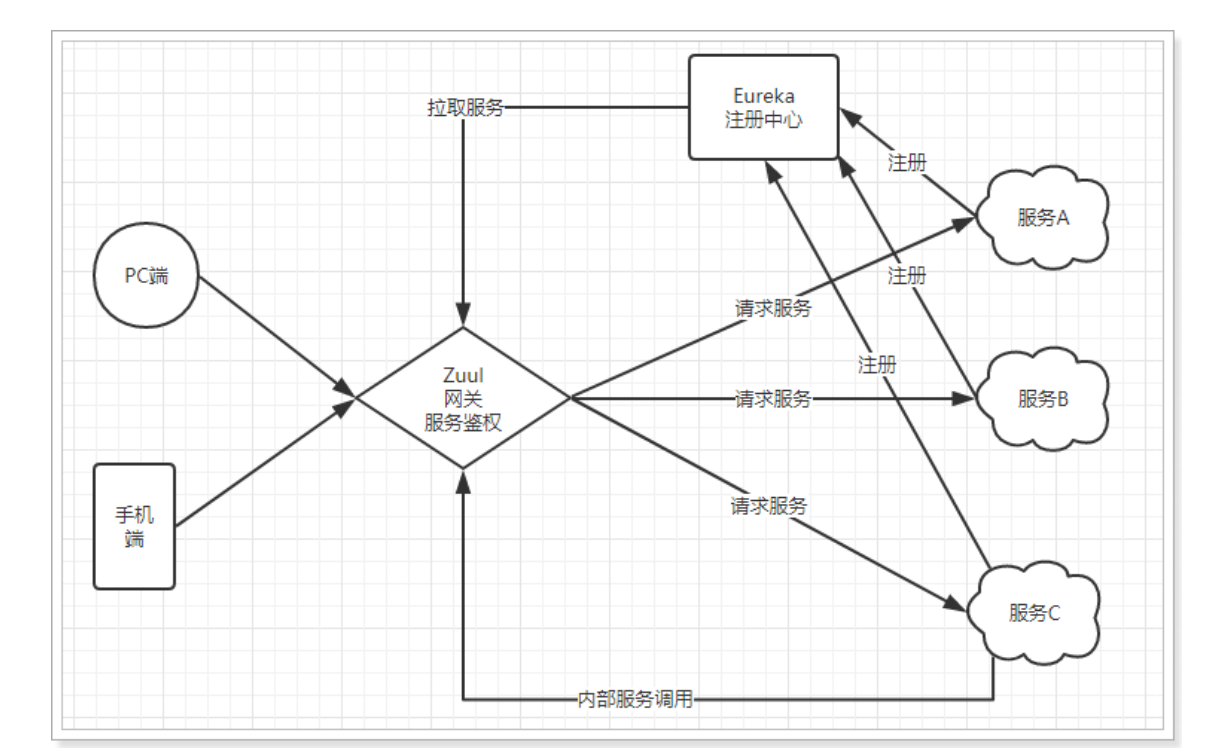 Eureka
注册中心
拉取服务
注册
服务A
PC端
注册
请求服务
注册
Zuul
网关
服务鉴权
请求服务
服务B
请求服务
手机
端
服务C
内部服务调用